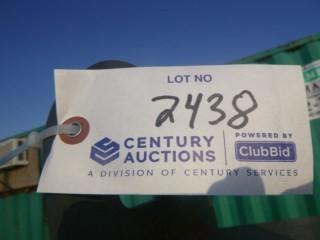 LOT NO
2438
CENTURY AUCTIONS
POWERED BY
ClubBid
A DIVISION OF CENTURY SERVICES